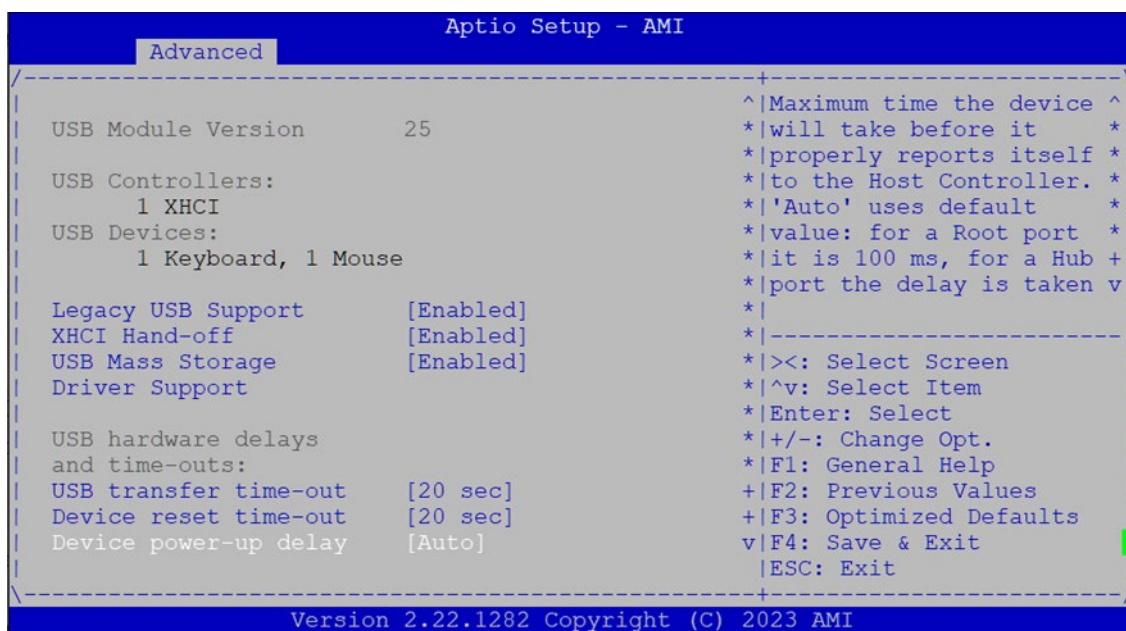 Aptio Setup - AMI
Advanced
USB Module Version 25
USB Controllers:
1 XHCI
USB Devices:
1 Keyboard, 1 Mouse
Legacy USB Support [Enabled]
XHCI Hand-off [Enabled]
USB Mass Storage [Enabled]
Driver Support
USB hardware delays
and time-outs:
USB transfer time-out [20 sec]
Device reset time-out [20 sec]
Device power-up delay [Auto]
Maximum time the device
will take before it
properly reports itself
to the Host Controller.
'Auto' uses default
value: for a Root port
it is 100 ms, for a Hub
port the delay is taken
><: Select Screen
^v: Select Item
Enter: Select
+/-: Change Opt.
F1: General Help
F2: Previous Values
F3: Optimized Defaults
F4: Save & Exit
ESC: Exit
Version 2.22.1282 Copyright (C) 2023 AMI